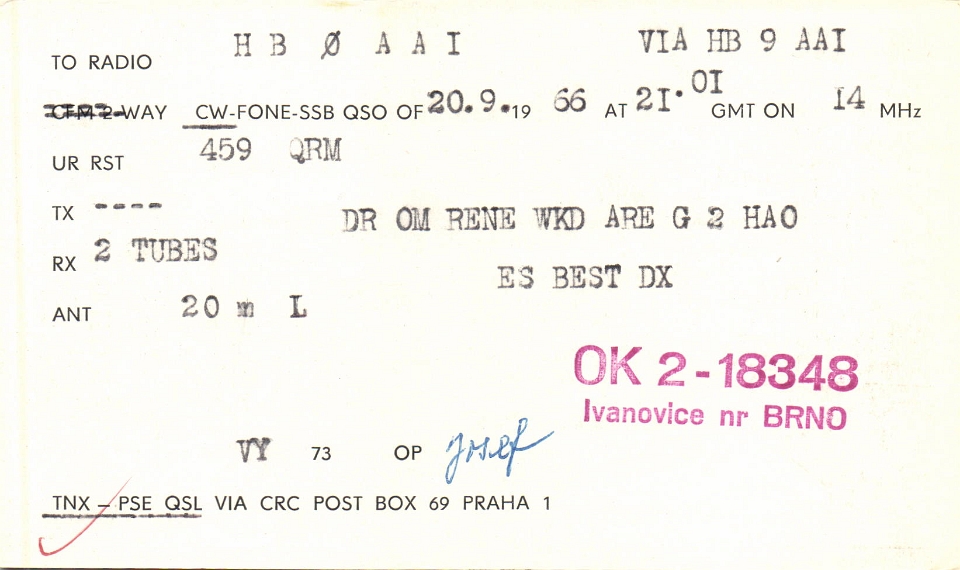 TO RADIO HB Ø AAI VIA HB 9 AAI
CFM 2-WAY CW-FONE-SSB QSO OF 20.9.19 66 AT 21.01 GMT ON 14 MHz
UR RST 459 QRM
TX ----
DR OM RENE WKD ARE G 2 HAO
RX 2 TUBES
ES BEST DX
ANT 20 m L
OK 2-18348
Ivanovice nr BRNO
VY 73 OP Josef
TNX – PSE QSL VIA CRC POST BOX 69 PRAHA 1